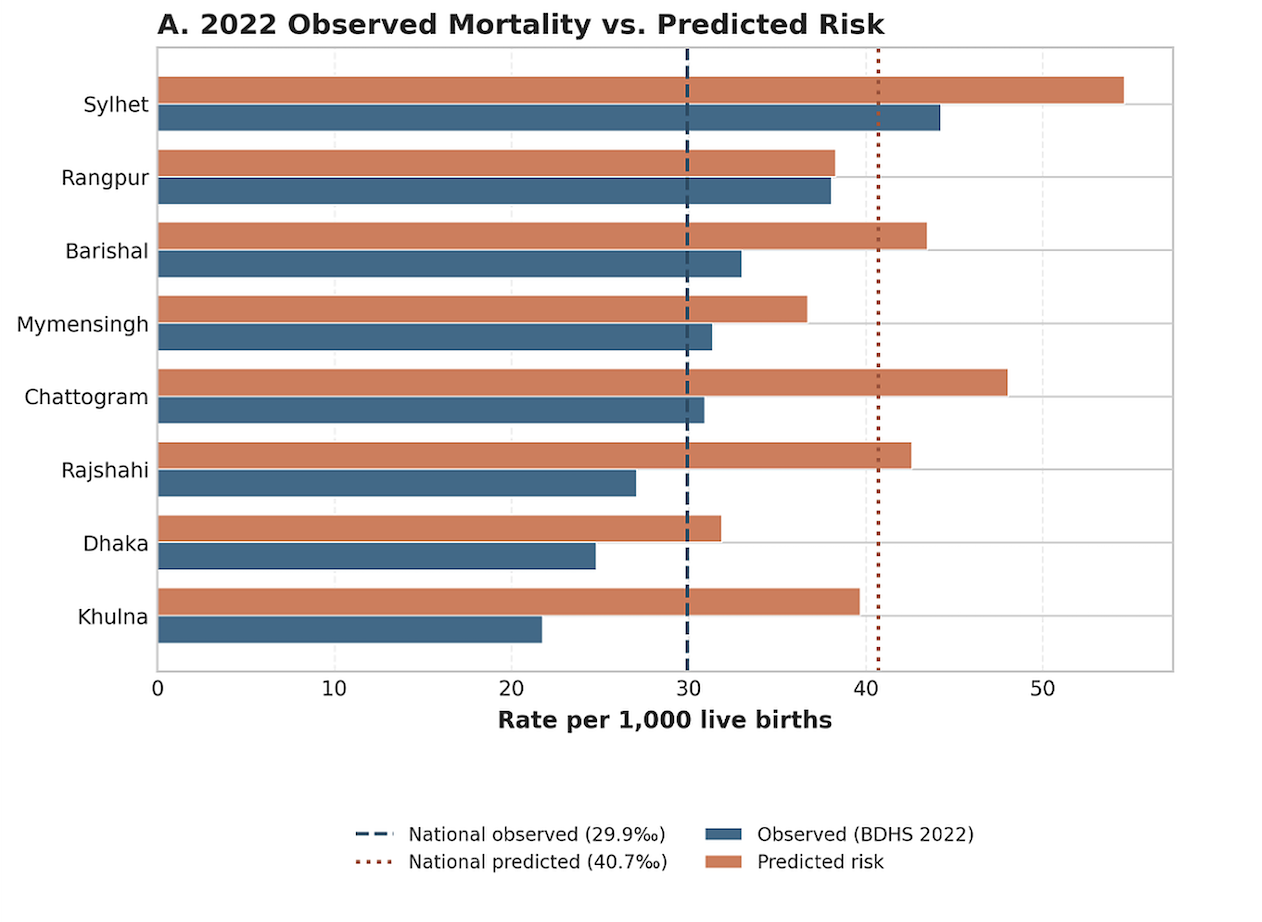 A. 2022 Observed Mortality vs. Predicted Risk
Sylhet
Rangpur
Barishal
Mymensingh
Chattogram
Rajshahi
Dhaka
Khulna
0 10 20 30 40 50
Rate per 1,000 live births
National observed (29.9‰)
National predicted (40.7‰)
Observed (BDHS 2022)
Predicted risk